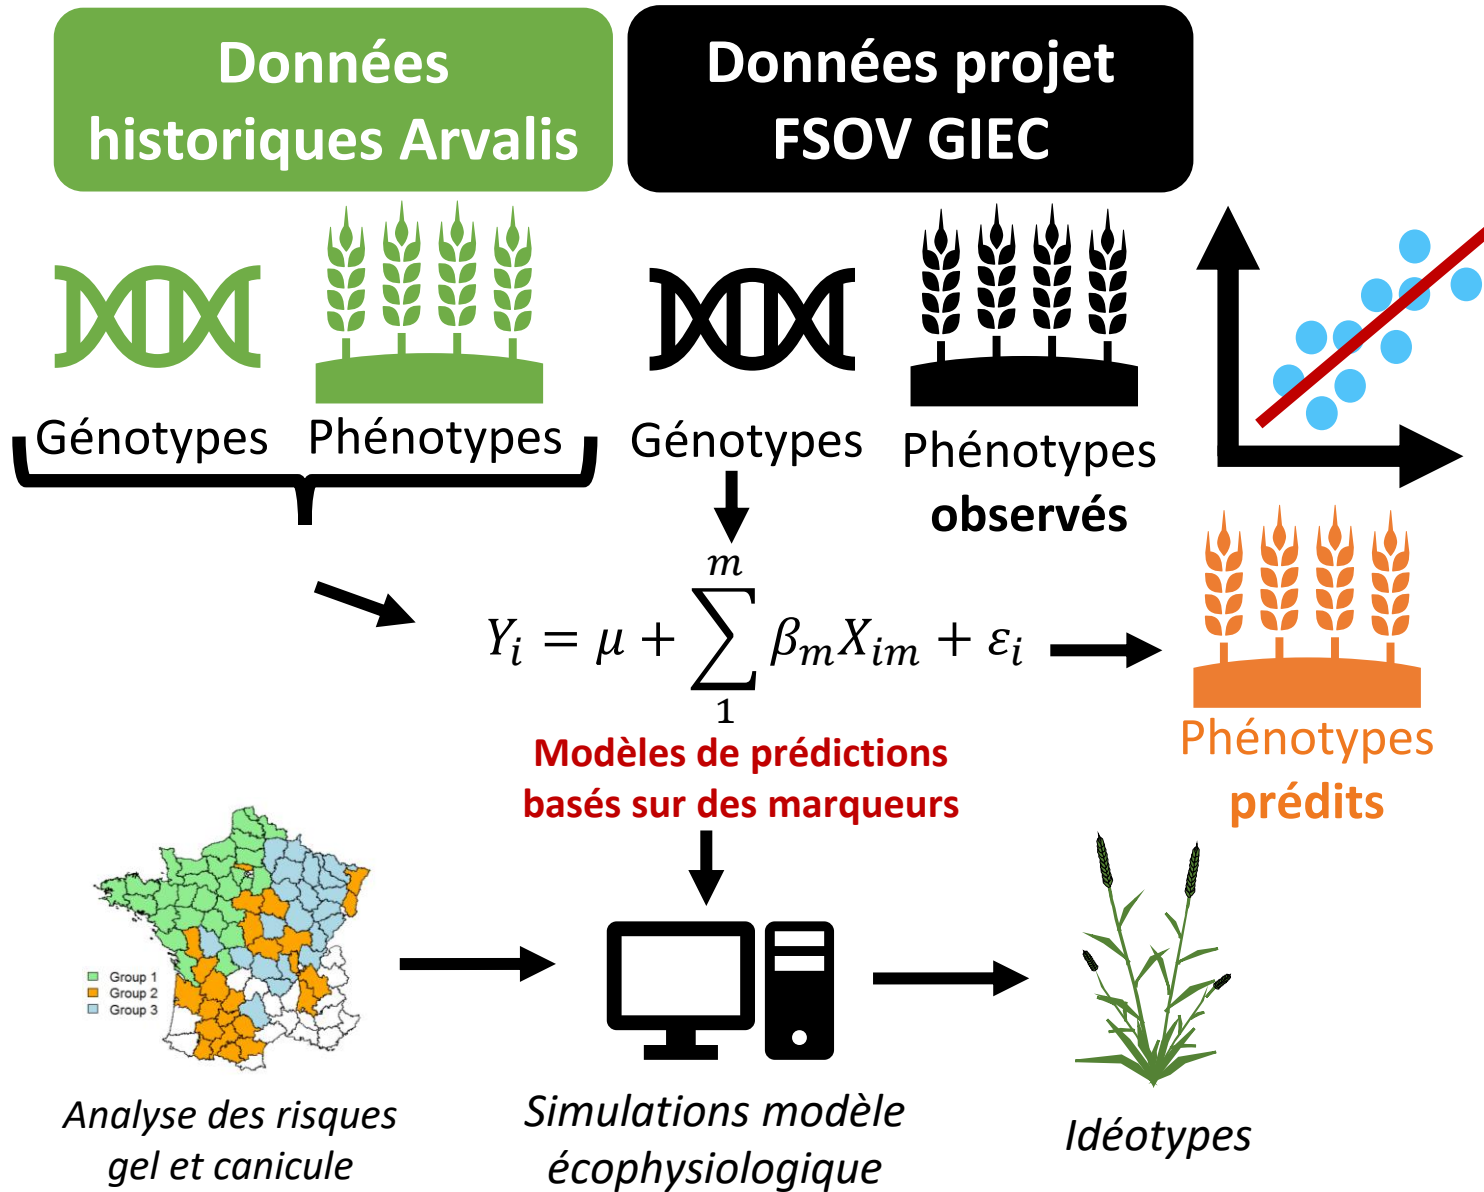 Données
historiques Arvalis
Données projet
FSOV GIEC
Génotypes
Phénotypes
Génotypes
Phénotypes
observés
m
Y_i = μ + ∑ β_m X_{im} + ε_i
1
Modèles de prédictions
basés sur des marqueurs
Phénotypes
prédits
Group 1
Group 2
Group 3
Analyse des risques
gel et canicule
Simulations modèle
écophysiologique
Idéotypes